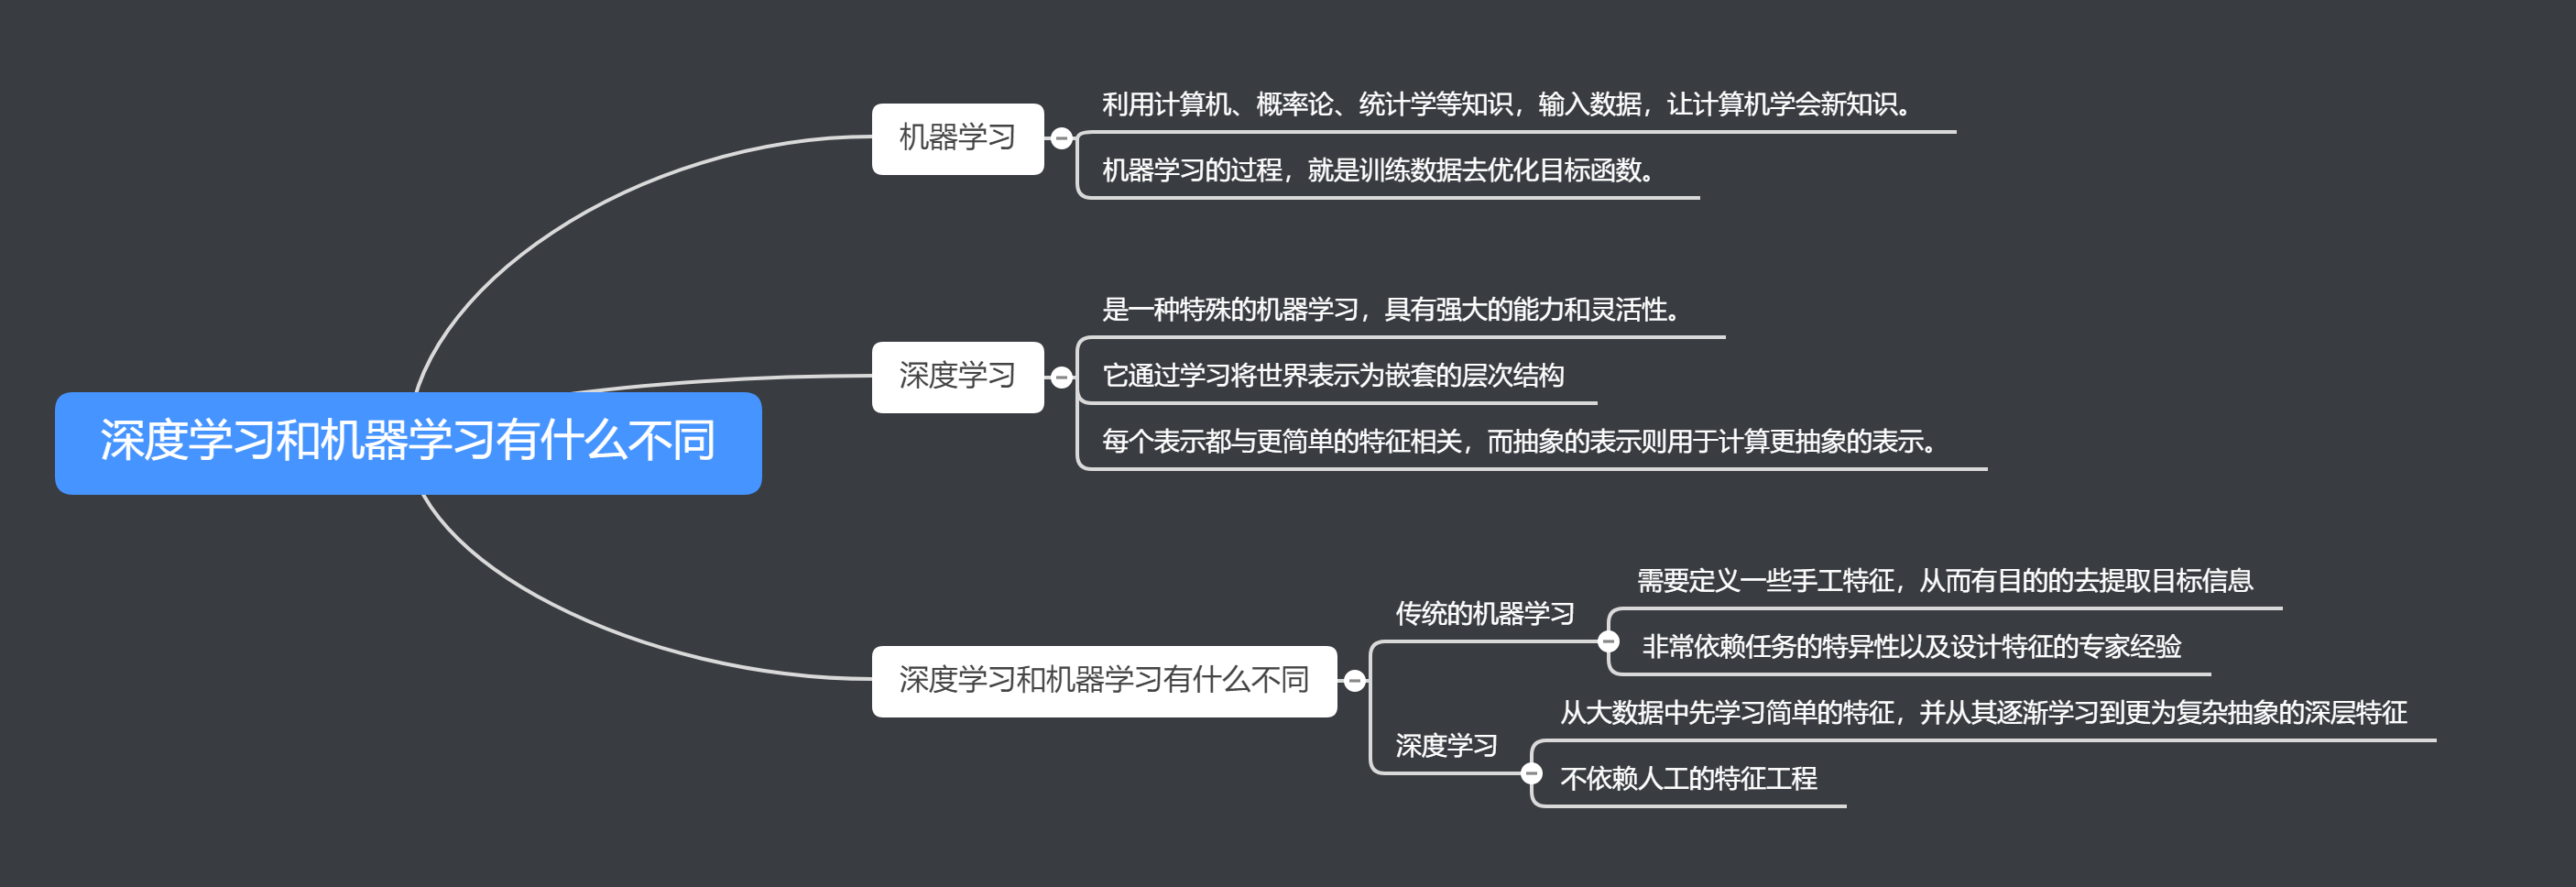 深度学习和机器学习有什么不同
机器学习
利用计算机、概率论、统计学等知识，输入数据，让计算机学会新知识。
机器学习的过程，就是训练数据去优化目标函数。
深度学习
是一种特殊的机器学习，具有强大的能力和灵活性。
它通过学习将世界表示为嵌套的层次结构
每个表示都与更简单的特征相关，而抽象的表示则用于计算更抽象的表示。
深度学习和机器学习有什么不同
传统的机器学习
需要定义一些手工特征，从而有目的的去提取目标信息
非常依赖任务的特异性以及设计特征的专家经验
深度学习
从大数据中先学习简单的特征，并从其逐渐学习到更为复杂抽象的深层特征
不依赖人工的特征工程